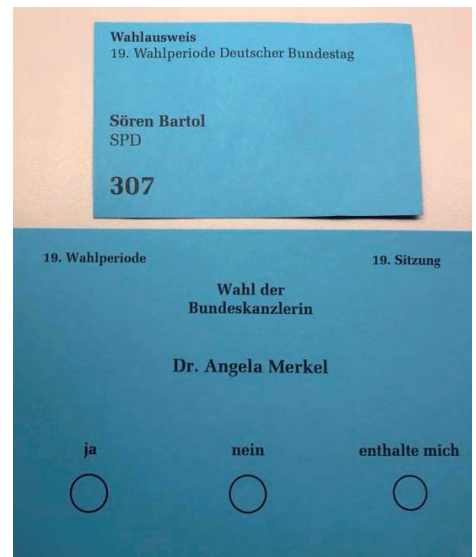 Wahlausweis
19. Wahlperiode Deutscher Bundestag
Sören Bartol
SPD
307
19. Wahlperiode 19. Sitzung
Wahl der
Bundeskanzlerin
Dr. Angela Merkel
ja nein enthalte mich